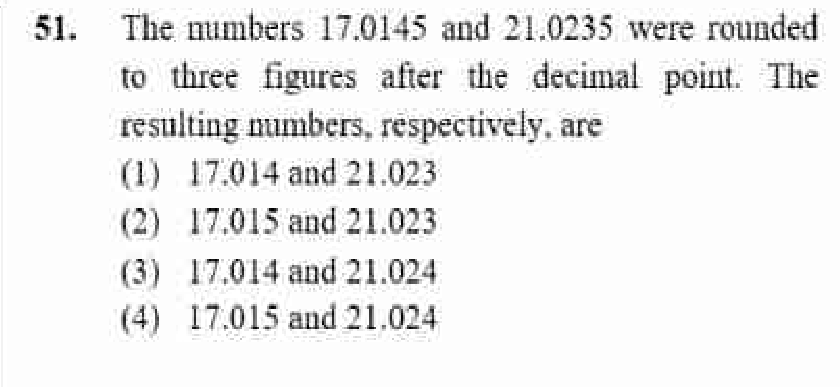 51. The numbers 17.0145 and 21.0235 were rounded
to three figures after the decimal point. The
resulting numbers, respectively, are
(1) 17.014 and 21.023
(2) 17.015 and 21.023
(3) 17.014 and 21.024
(4) 17.015 and 21.024